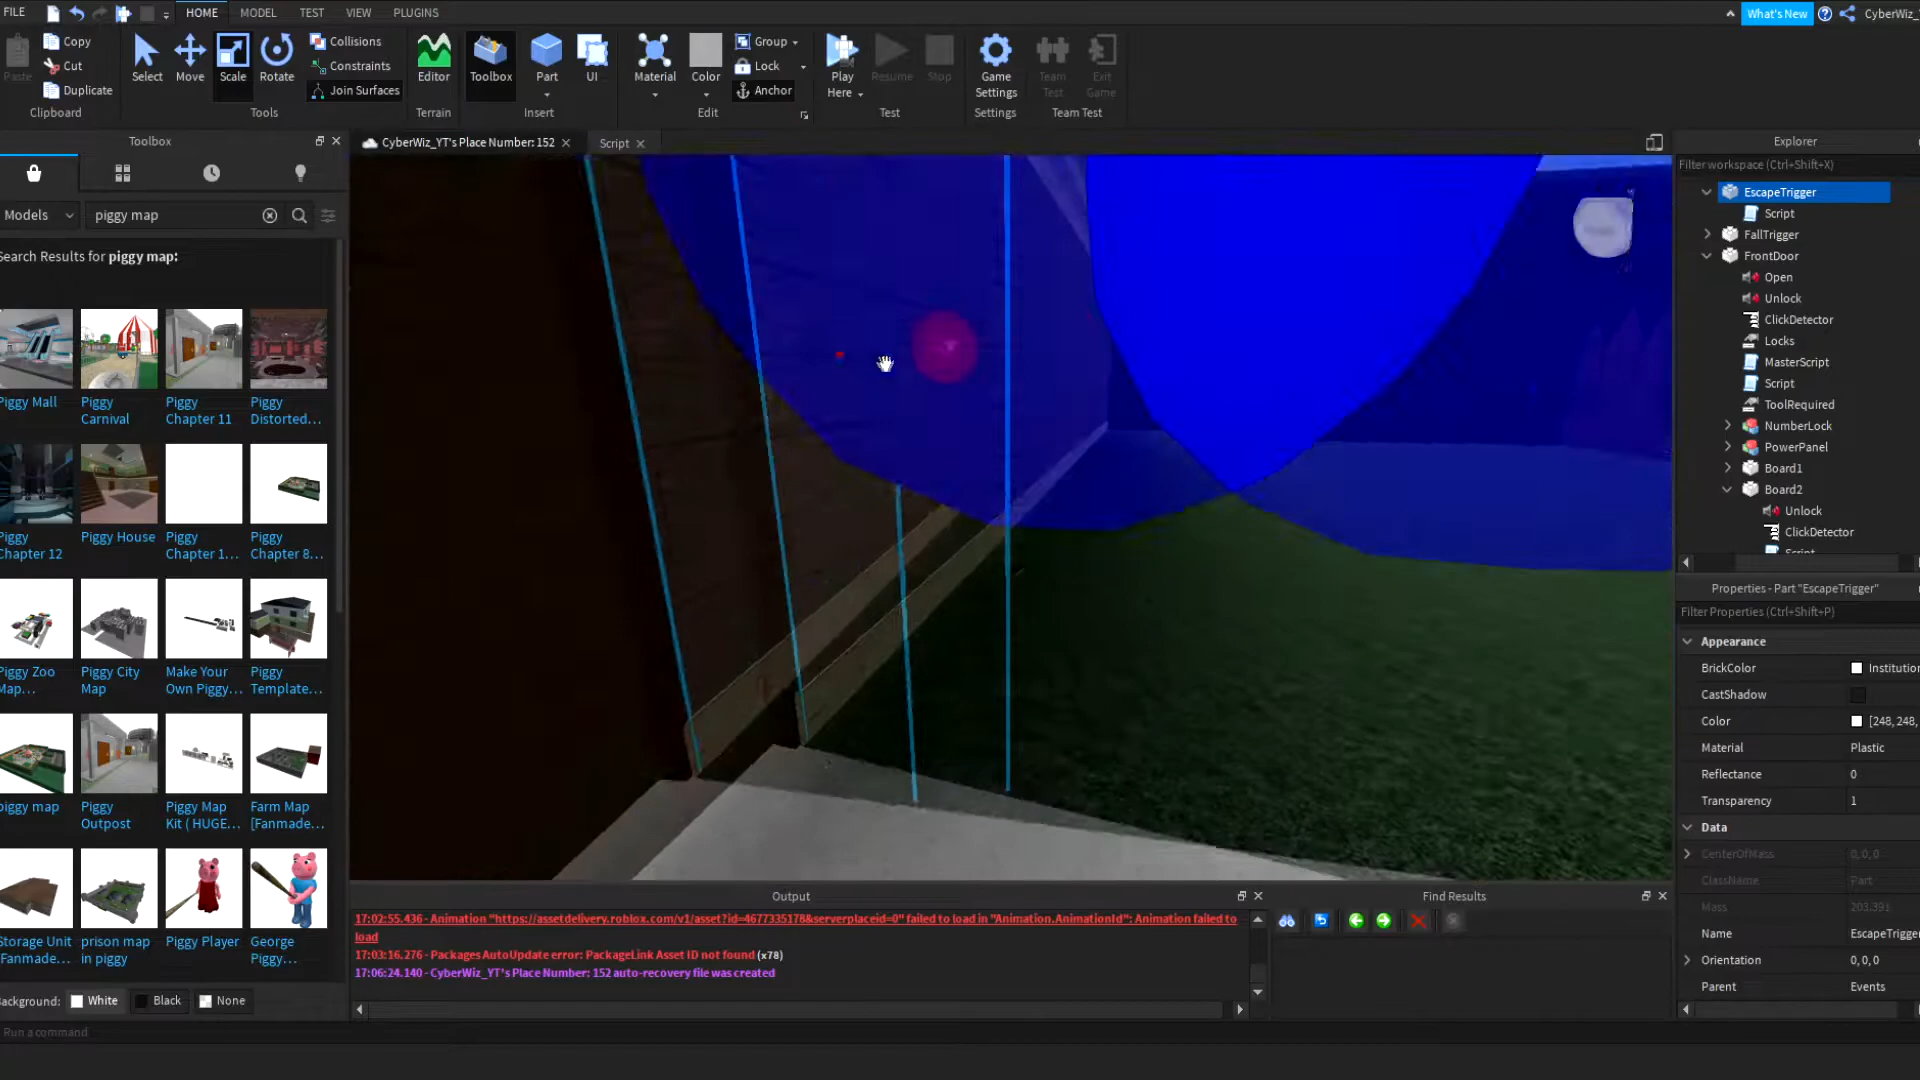 FILE
HOME
MODEL
TEST
VIEW
PLUGINS
What's New
CyberWiz_
Paste
Copy
Cut
Duplicate
Clipboard
Select
Move
Scale
Rotate
Collisions
Constraints
Join Surfaces
Tools
Editor
Terrain
Toolbox
Part
UI
Insert
Material
Color
Group
Lock
Anchor
Edit
Play
Here
Resume
Stop
Test
Game
Settings
Settings
Team
Test
Exit
Game
Team Test
Toolbox
CyberWiz_YT's Place Number: 152
Script
Models
piggy map
Search Results for piggy map:
Piggy Mall
Piggy
Carnival
Piggy
Chapter 11
Piggy
Distorted...
Piggy
Chapter 12
Piggy House
Piggy
Chapter 1...
Piggy
Chapter 8...
Piggy Zoo
Map...
Piggy City
Map
Make Your
Own Piggy...
Piggy
Template...
piggy map
Piggy
Outpost
Piggy Map
Kit ( HUGE...
Farm Map
[Fanmade...
Storage Unit
[Fanmade...
prison map
in piggy
Piggy Player
George
Piggy...
Background:
White
Black
None
Run a command
Output
17:02:55.436 - Animation "https://assetdelivery.roblox.com/v1/asset?id=4677335178&serverplaceid=0" failed to load in "Animation.AnimationId": Animation failed to
load
17:03:16.276 - Packages AutoUpdate error: PackageLink Asset ID not found (x78)
17:06:24.140 - CyberWiz_YT's Place Number: 152 auto-recovery file was created
Find Results
Explorer
Filter workspace (Ctrl+Shift+X)
EscapeTrigger
Script
FallTrigger
FrontDoor
Open
Unlock
ClickDetector
Locks
MasterScript
Script
ToolRequired
NumberLock
PowerPanel
Board1
Board2
Unlock
ClickDetector
Script
Properties - Part "EscapeTrigger"
Filter Properties (Ctrl+Shift+P)
Appearance
BrickColor
Institution
CastShadow
Color
[248, 248,
Material
Plastic
Reflectance
0
Transparency
1
Data
CenterOfMass
0, 0, 0
ClassName
Part
Mass
203.391
Name
EscapeTrigger
Orientation
0, 0, 0
Parent
Events